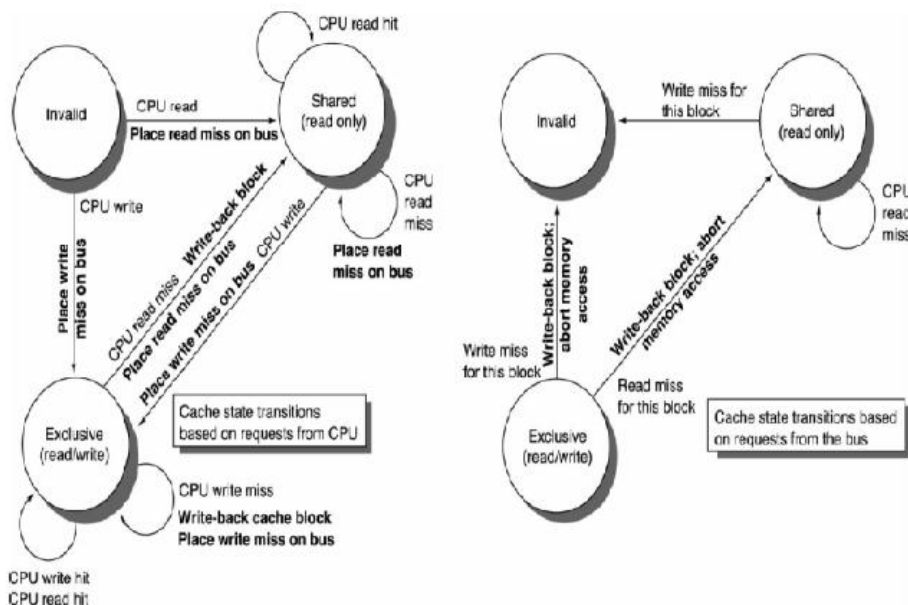 CPU read hit
Invalid
CPU read
Place read miss on bus
Shared
(read only)
CPU write
Place write
miss on bus
CPU read miss
Write-back block
Place read miss on bus
Place write miss on bus
CPU write
CPU
read
miss
Place read
miss on bus
Exclusive
(read/write)
Cache state transitions
based on requests from CPU
CPU write miss
Write-back cache block
Place write miss on bus
CPU write hit
CPU read hit
Invalid
Write miss for
this block
Shared
(read only)
CPU
read
miss
Write-back block;
abort memory
access
Write-back block; abort
memory access
Write miss
for this block
Read miss
for this block
Exclusive
(read/write)
Cache state transitions based
on requests from the bus